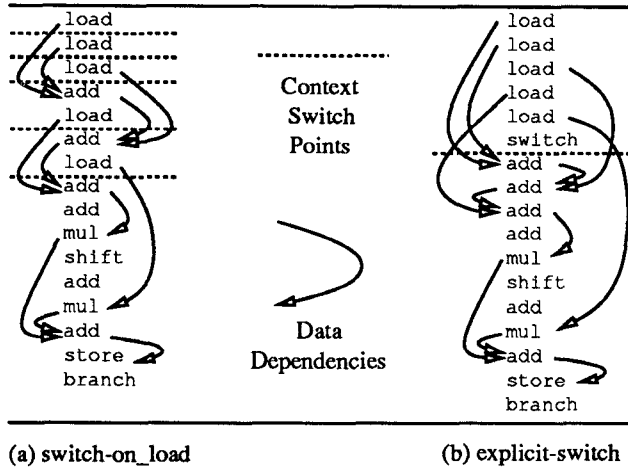 load
load
load
add
load
add
load
add
add
mul
shift
add
mul
add
store
branch
Context
Switch
Points
Data
Dependencies
load
load
load
load
load
switch
add
add
add
add
mul
shift
add
mul
add
store
branch
(a) switch-on_load
(b) explicit-switch